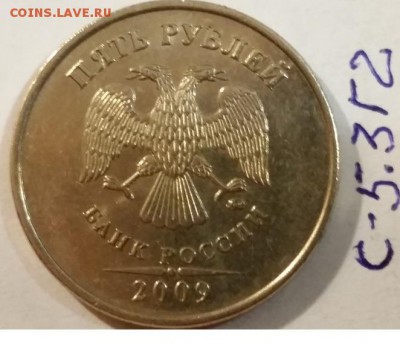 COINS.LAVE.RU
ПЯТЬ РУБЛЕЙ
БАНК РОССИИ
2009
С-5.3Г2